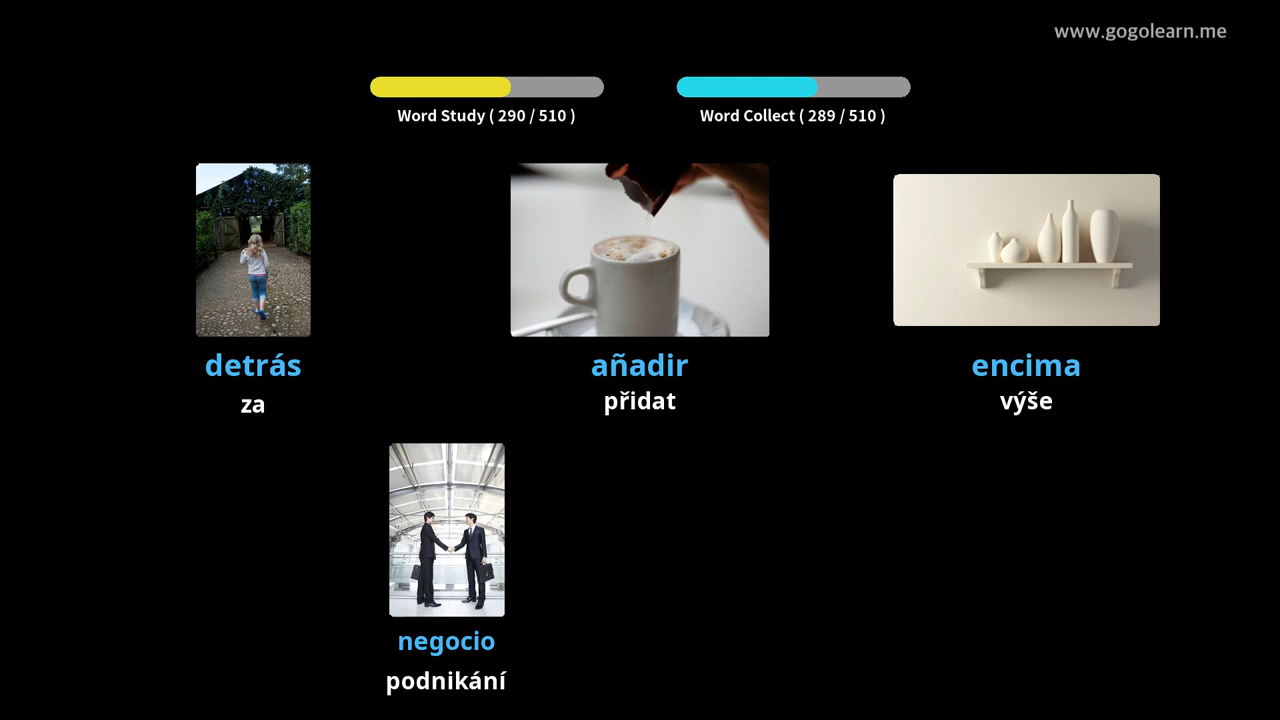 www.gogolearn.me
Word Study ( 290 / 510 )
Word Collect ( 289 / 510 )
detrás
za
añadir
přidat
encima
výše
negocio
podnikání